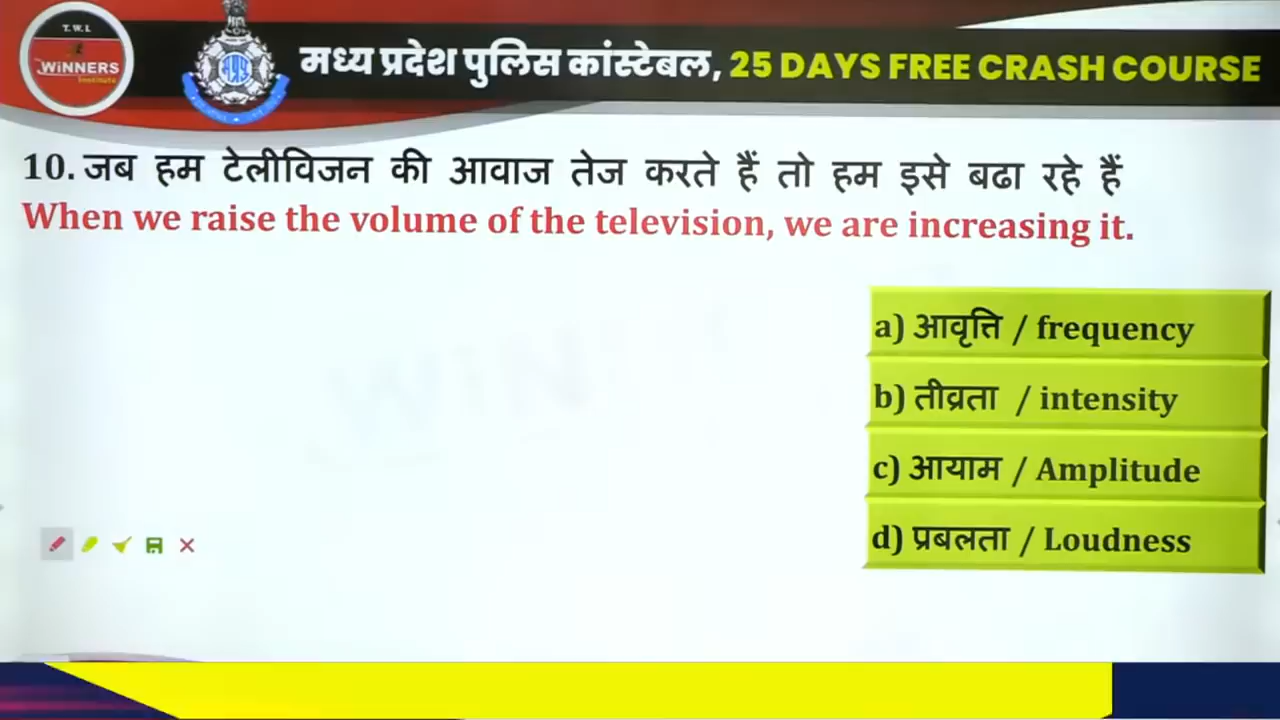 T.W.I.
WiNNERS
Institute
मध्य प्रदेश पुलिस कांस्टेबल, 25 DAYS FREE CRASH COURSE
10. जब हम टेलीविजन की आवाज तेज करते हैं तो हम इसे बढा रहे हैं
When we raise the volume of the television, we are increasing it.
a) आवृत्ति / frequency
b) तीव्रता / intensity
c) आयाम / Amplitude
d) प्रबलता / Loudness